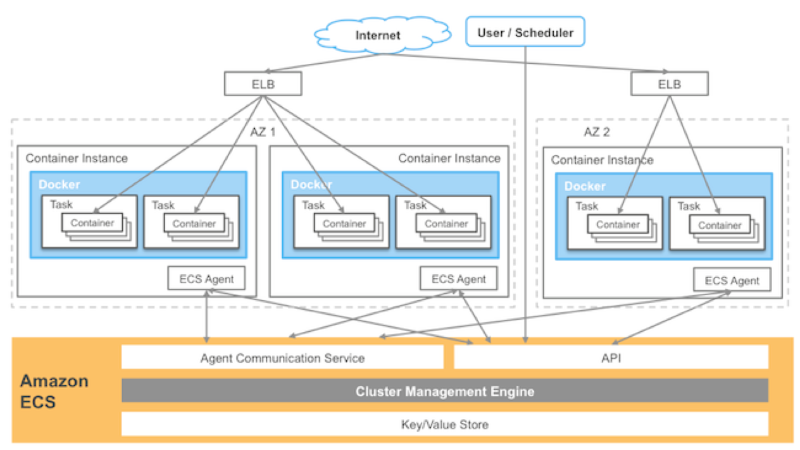 Internet
User / Scheduler
ELB
ELB
AZ 1
AZ 2
Container Instance
Container Instance
Container Instance
Docker
Docker
Docker
Task
Task
Task
Task
Task
Task
Container
Container
Container
Container
Container
Container
ECS Agent
ECS Agent
ECS Agent
Agent Communication Service
API
Amazon
ECS
Cluster Management Engine
Key/Value Store